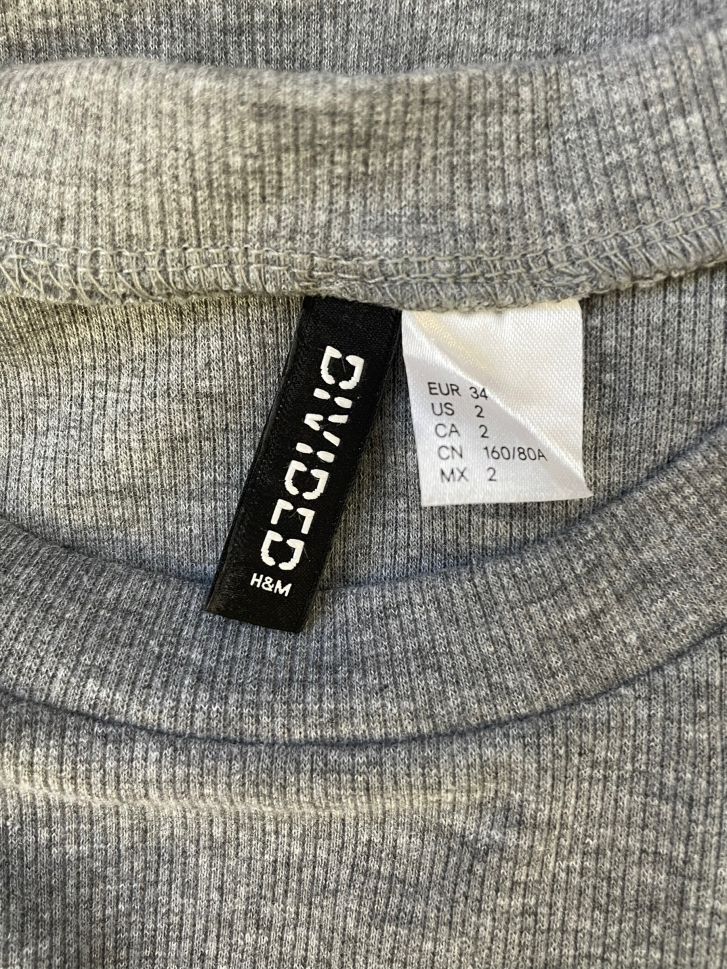 DIVIDED
H&M
EUR 34
US 2
CA 2
CN 160/80A
MX 2